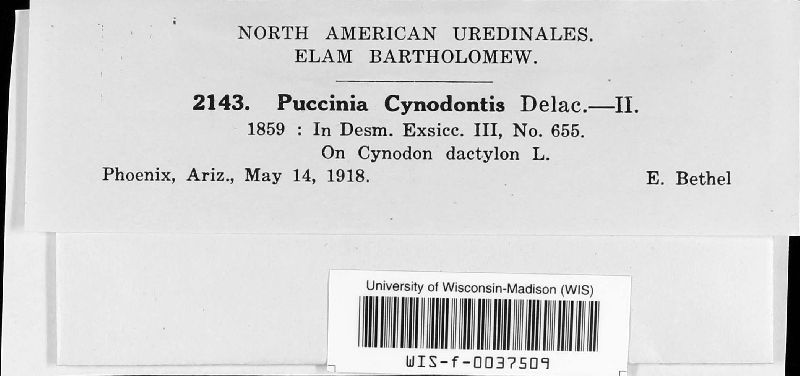 NORTH AMERICAN UREDINALES.
ELAM BARTHOLOMEW.
2143. Puccinia Cynodontis Delac.—II.
1859 : In Desm. Exsicc. III, No. 655.
On Cynodon dactylon L.
Phoenix, Ariz., May 14, 1918. E. Bethel
University of Wisconsin-Madison (WIS)
WIS-f-0037509